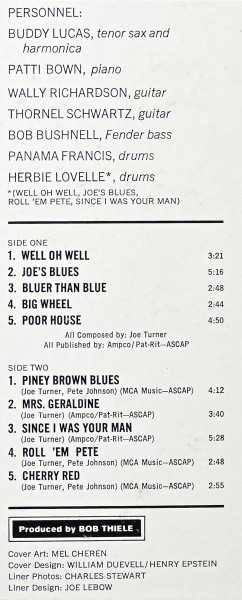 PERSONNEL:
BUDDY LUCAS, tenor sax and
harmonica
PATTI BOWN, piano
WALLY RICHARDSON, guitar
THORNEL SCHWARTZ, guitar
BOB BUSHNELL, Fender bass
PANAMA FRANCIS, drums
HERBIE LOVELLE*, drums
*(WELL OH WELL, JOE'S BLUES,
ROLL 'EM PETE, SINCE I WAS YOUR MAN)
SIDE ONE
1. WELL OH WELL 3:21
2. JOE'S BLUES 5:16
3. BLUER THAN BLUE 2:48
4. BIG WHEEL 2:44
5. POOR HOUSE 4:50
All Composed by: Joe Turner
All Published by: Ampco/Pat-Rit—ASCAP
SIDE TWO
1. PINEY BROWN BLUES
(Joe Turner, Pete Johnson) (MCA Music—ASCAP) 4:12
2. MRS. GERALDINE
(Joe Turner) (Ampco/Pat-Rit—ASCAP) 3:40
3. SINCE I WAS YOUR MAN
(Joe Turner) (Ampco/Pat-Rit—ASCAP) 5:28
4. ROLL 'EM PETE
(Joe Turner, Pete Johnson) (MCA Music—ASCAP) 2:48
5. CHERRY RED
(Joe Turner, Pete Johnson) (MCA Music—ASCAP) 2:55
Produced by BOB THIELE
Cover Art: MEL CHEREN
Cover Design: WILLIAM DUEVELL/HENRY EPSTEIN
Liner Photos: CHARLES STEWART
Liner Design: JOE LEBOW